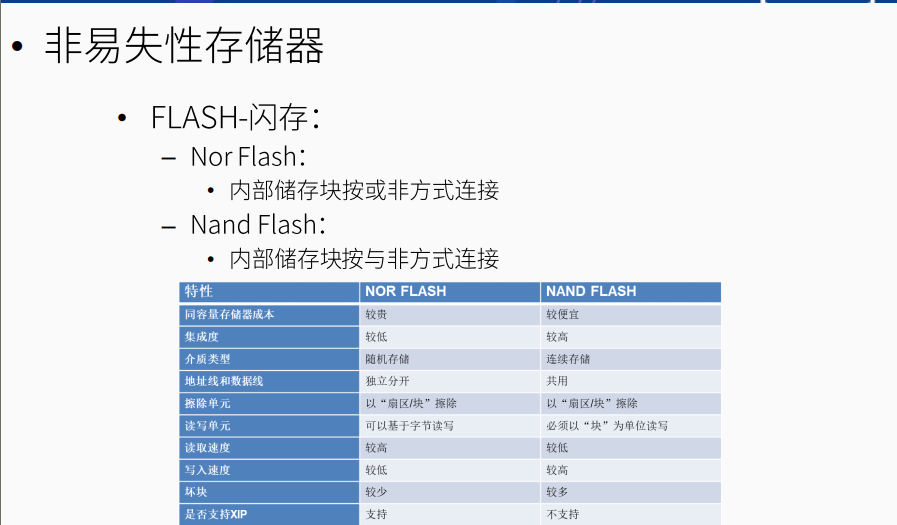 • 非易失性存储器
• FLASH-闪存：
– Nor Flash：
• 内部储存块按或非方式连接
– Nand Flash：
• 内部储存块按与非方式连接
特性 NOR FLASH NAND FLASH
同容量存储器成本 较贵 较便宜
集成度 较低 较高
介质类型 随机存储 连续存储
地址线和数据线 独立分开 共用
擦除单元 以“扇区/块”擦除 以“扇区/块”擦除
读写单元 可以基于字节读写 必须以“块”为单位读写
读取速度 较高 较低
写入速度 较低 较高
坏块 较少 较多
是否支持XIP 支持 不支持